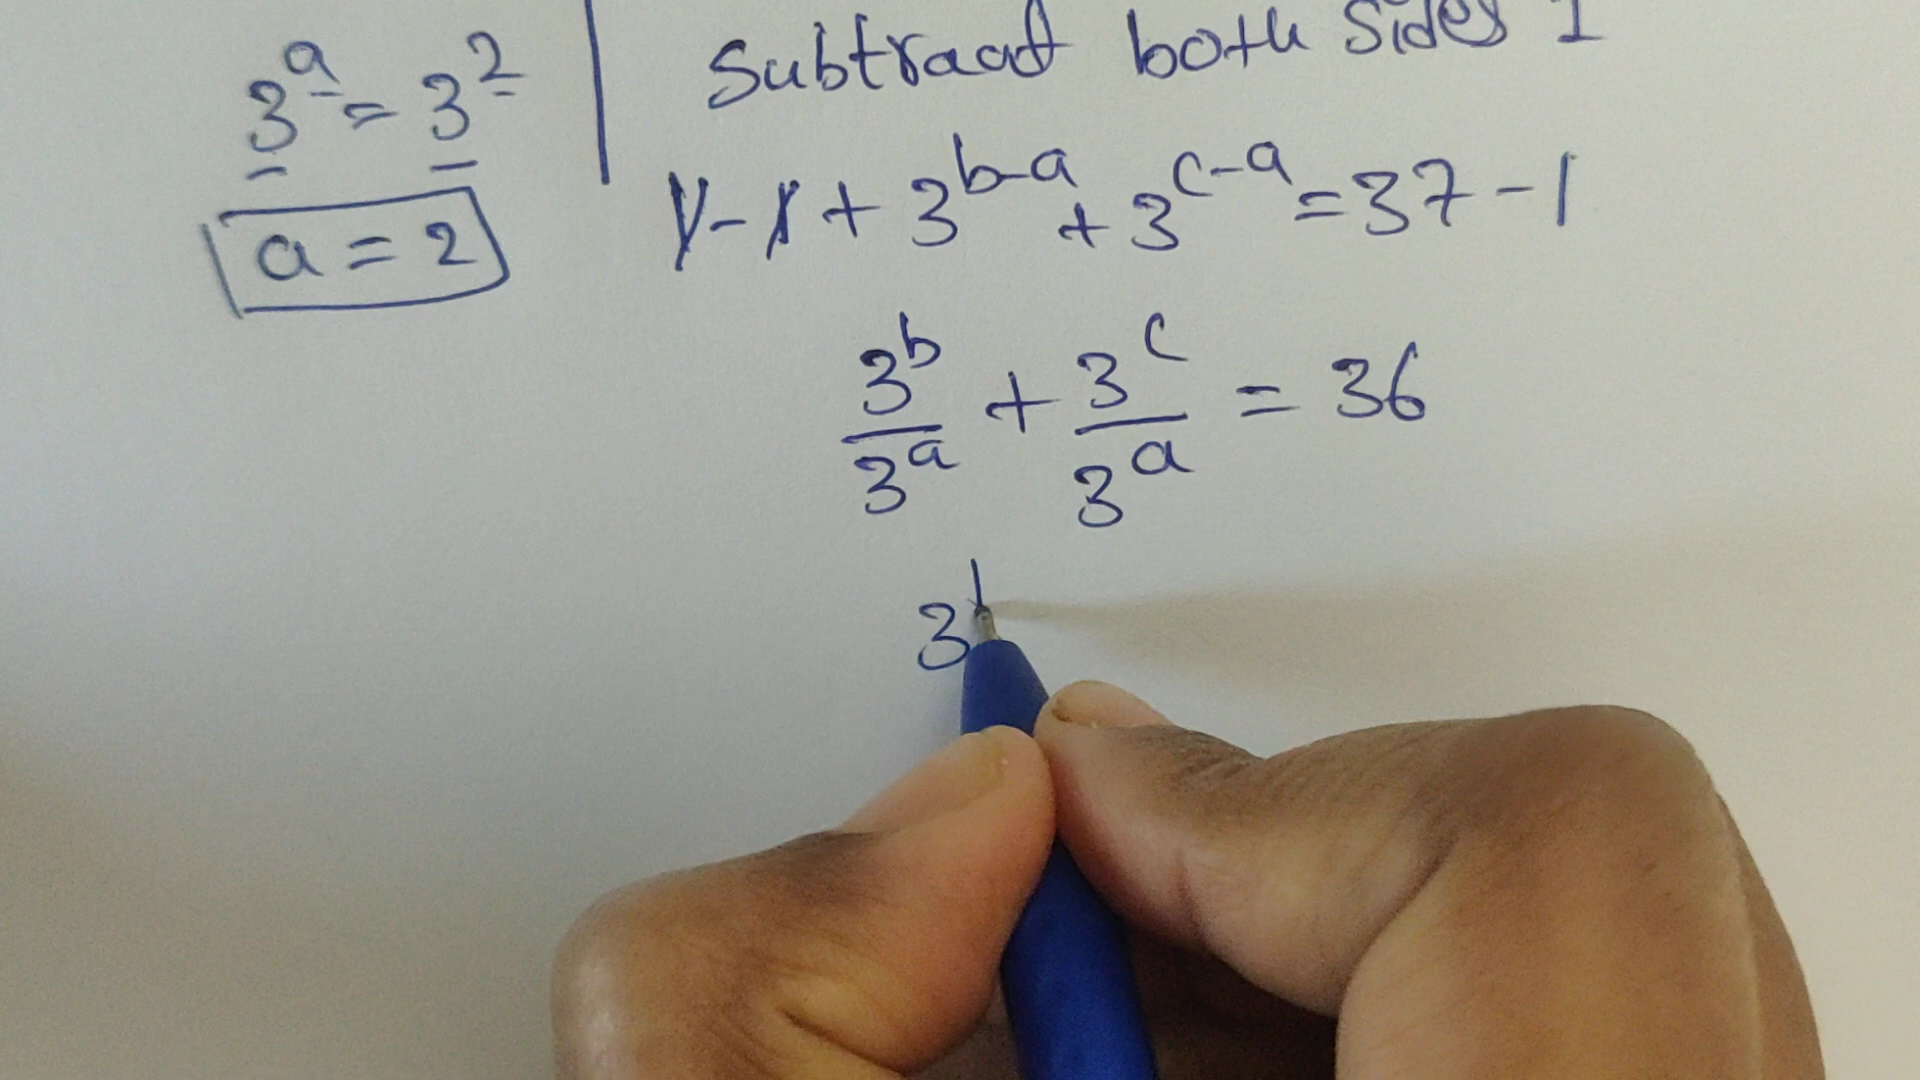 3^a = 3^2
a = 2
Subtract both sides 1
1 - 1 + 3^{b-a} + 3^{c-a} = 37 - 1
3^b/3^a + 3^c/3^a = 36
3